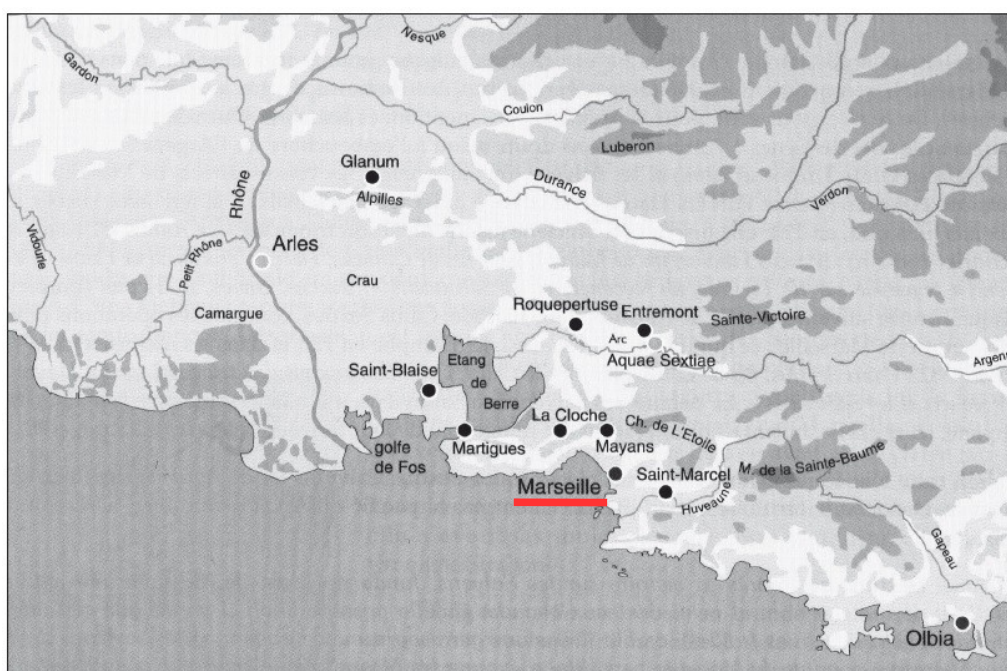 Nesque
Gardon
Coulon
Luberon
Glanum
Alpilles
Durance
Verdon
Rhône
Vidourle
Petit Rhône
Arles
Crau
Camargue
Roquepertuse
Entremont
Sainte-Victoire
Arc
Aquae Sextiae
Argens
Saint-Blaise
Etang
de
Berre
La Cloche
Ch. de L'Etoile
golfe
de Fos
Martigues
Mayans
M. de la Sainte-Baume
Saint-Marcel
Marseille
Huveaune
Gapeau
Olbia